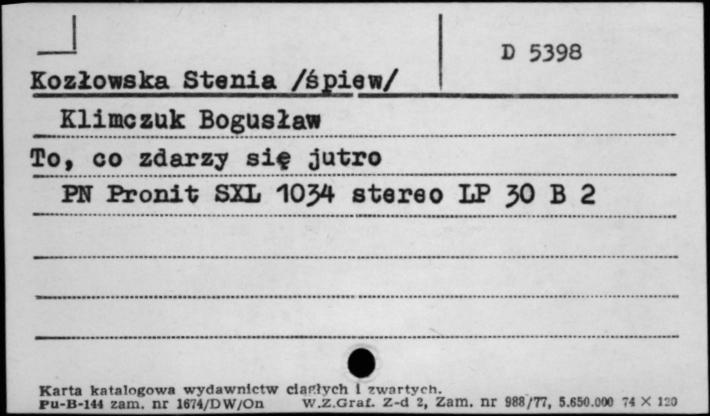 D 5398
Kozłowska Stenia /śpiew/
Klimczuk Bogusław
To, co zdarzy się jutro
PN Pronit SXL 1034 stereo LP 30 B 2
Karta katalogowa wydawnictw ciągłych i zwartych.
Pu-B-144 zam. nr 1674/DW/On W.Z.Graf. Z-d 2, Zam. nr 988/77, 5.650.000 74 × 120